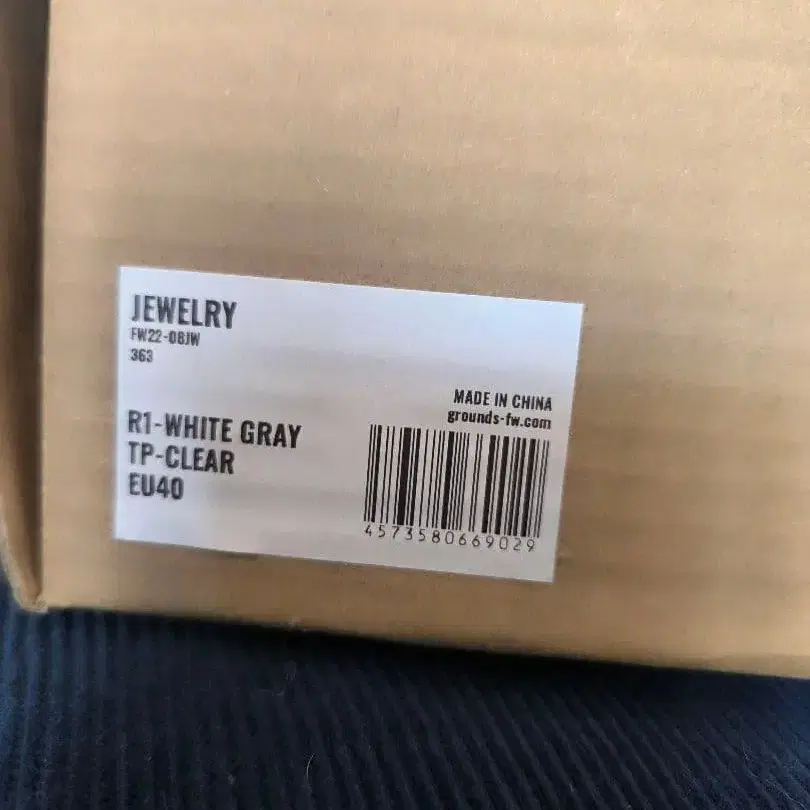 JEWELRY
FW22-08JW
363
R1-WHITE GRAY
TP-CLEAR
EU40
MADE IN CHINA
grounds-fw.com
4573580669029